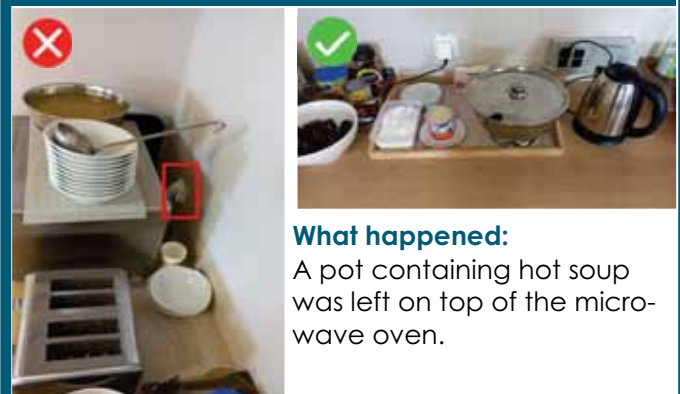 What happened:
A pot containing hot soup
was left on top of the micro-
wave oven.